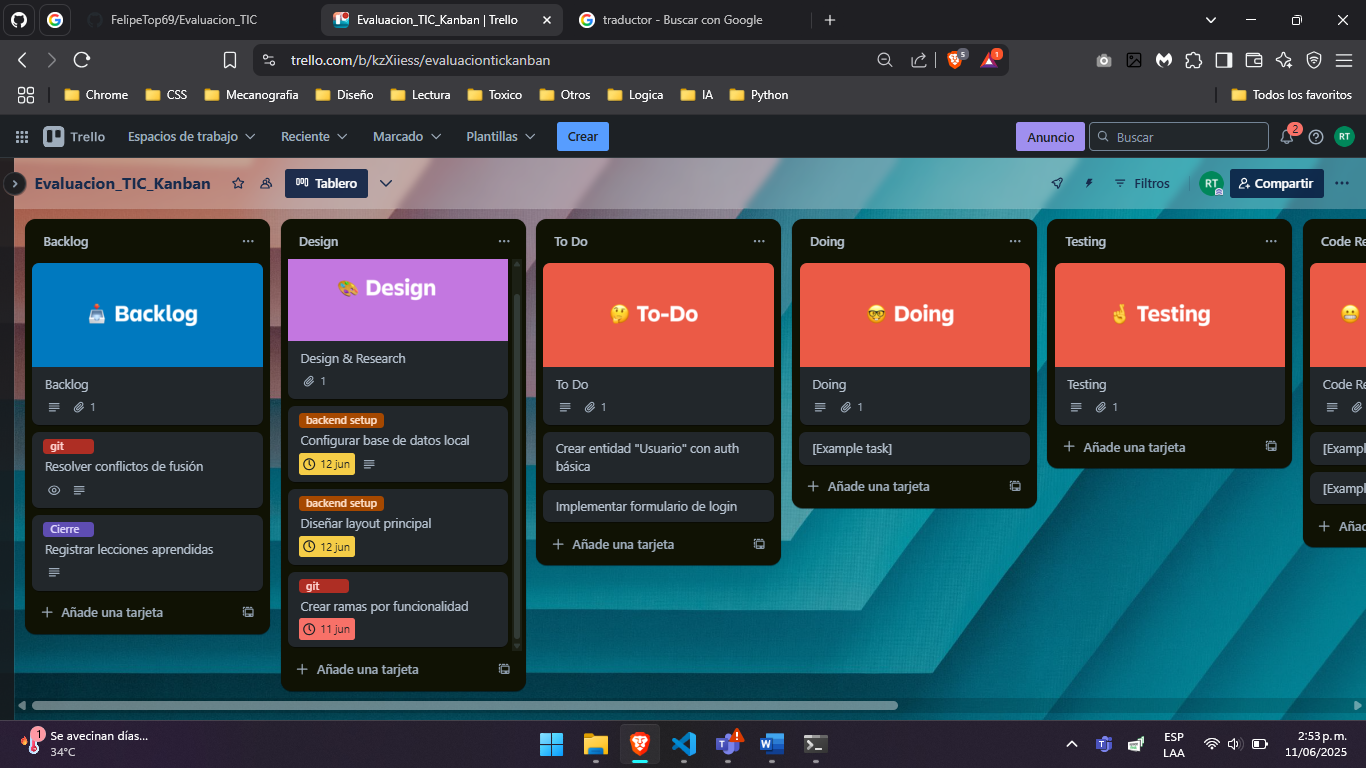 FelipeTop69/Evaluacion_TIC
Evaluacion_TIC_Kanban | Trello
traductor - Buscar con Google
trello.com/b/kzXiiess/evaluaciontickanban
5
1
Chrome
CSS
Mecanografia
Diseño
Lectura
Toxico
Otros
Logica
IA
Python
Todos los favoritos
Trello
Espacios de trabajo
Reciente
Marcado
Plantillas
Crear
Anuncio
Buscar
2
RT
Evaluacion_TIC_Kanban
Tablero
Filtros
RT
Compartir
Backlog
Backlog
Backlog
1
git
Resolver conflictos de fusión
Cierre
Registrar lecciones aprendidas
Añade una tarjeta
Design
Design
Design & Research
1
backend setup
Configurar base de datos local
12 jun
backend setup
Diseñar layout principal
12 jun
git
Crear ramas por funcionalidad
11 jun
Añade una tarjeta
To Do
To-Do
To Do
1
Crear entidad "Usuario" con auth
básica
Implementar formulario de login
Añade una tarjeta
Doing
Doing
Doing
1
[Example task]
Añade una tarjeta
Testing
Testing
Testing
1
Añade una tarjeta
Code Re
Code Re
[Exampl
[Exampl
Añad
1
Se avecinan días...
34°C
ESP
LAA
2:53 p. m.
11/06/2025